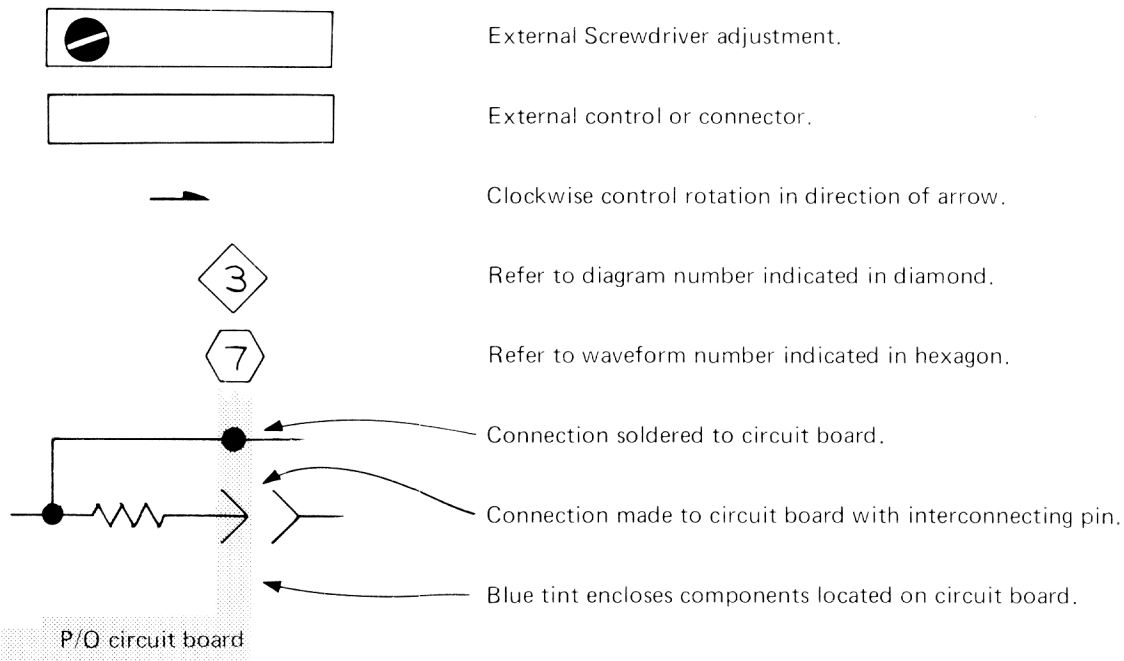 External Screwdriver adjustment.
External control or connector.
Clockwise control rotation in direction of arrow.
3
Refer to diagram number indicated in diamond.
7
Refer to waveform number indicated in hexagon.
Connection soldered to circuit board.
Connection made to circuit board with interconnecting pin.
Blue tint encloses components located on circuit board.
P/O circuit board